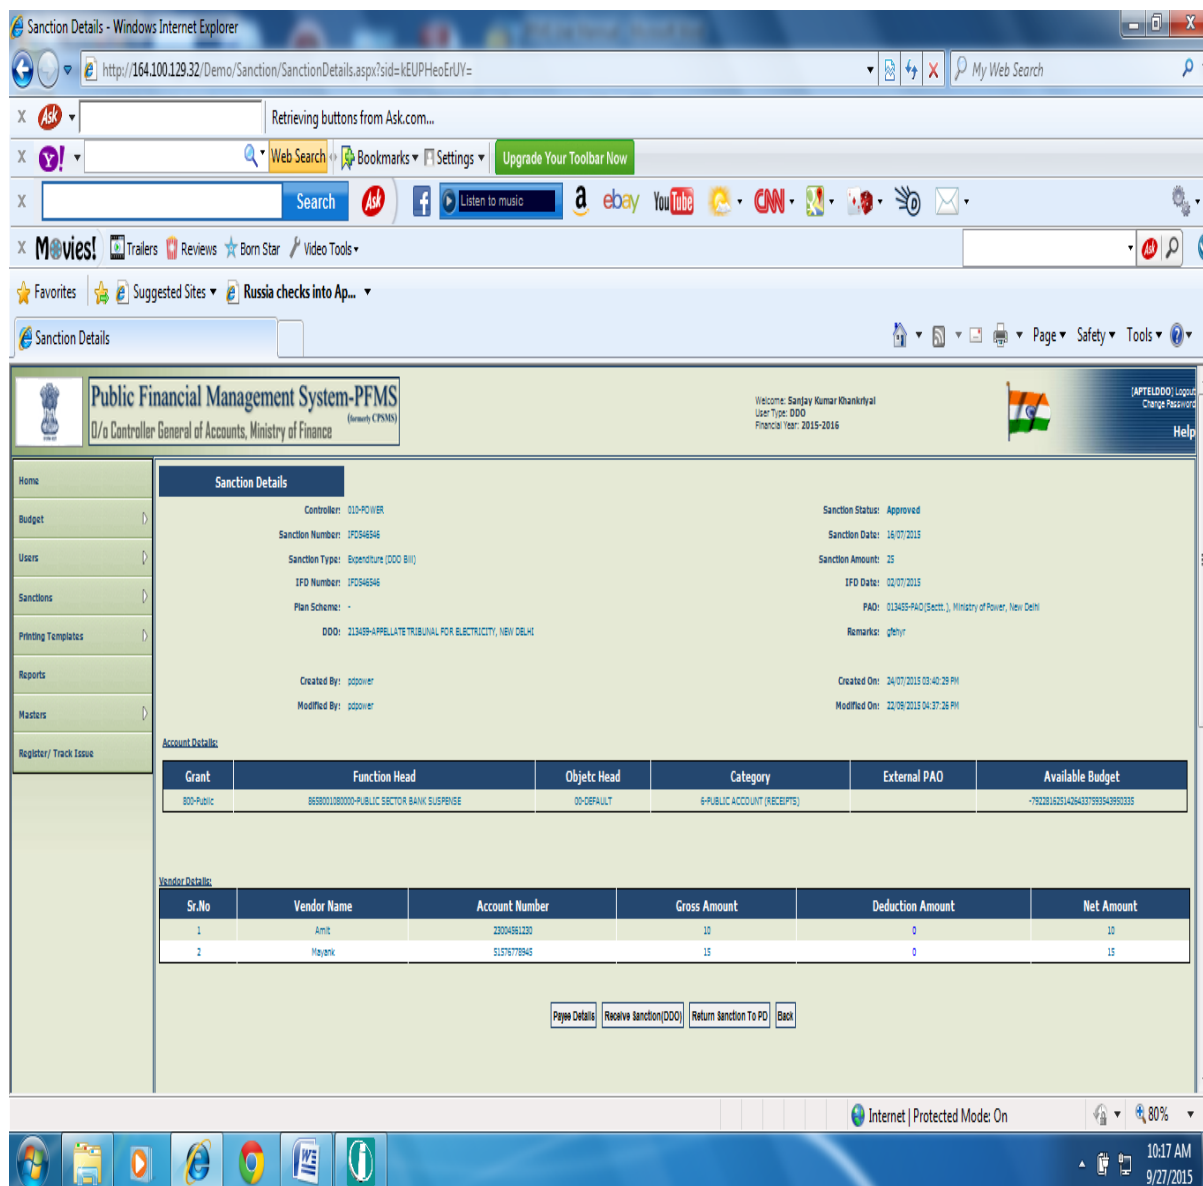 Sanction Details - Windows Internet Explorer
http://164.100.129.32/Demo/Sanction/SanctionDetails.aspx?sid=kEUPHeoErUY=
My Web Search
X Ask Retrieving buttons from Ask.com...
X Y! Web Search Bookmarks Settings Upgrade Your Toolbar Now
X Search Ask f Listen to music a ebay YouTube CNN
X Movies! Trailers Reviews Born Star Video Tools Ask
Favorites Suggested Sites Russia checks into Ap...
Sanction Details Page Safety Tools
Public Financial Management System-PFMS
(formerly CPSMS)
O/o Controller General of Accounts, Ministry of Finance
Welcome: Sanjay Kumar Khankriyal
User Type: DDO
Financial Year: 2015-2016
[APTELDDO] Logout
Change Password
Help
Home
Budget
Users
Sanctions
Printing Templates
Reports
Masters
Register/ Track Issue
Sanction Details
Controller: 010-POWER Sanction Status: Approved
Sanction Number: IFD546546 Sanction Date: 16/07/2015
Sanction Type: Expenditure (DDO Bill) Sanction Amount: 25
IFD Number: IFD546546 IFD Date: 02/07/2015
Plan Scheme: - PAO: 013455-PAO(Sectt.), Ministry of Power, New Delhi
DDO: 213459-APPELLATE TRIBUNAL FOR ELECTRICITY, NEW DELHI Remarks: gfehyr
Created By: pdpower Created On: 24/07/2015 03:40:29 PM
Modified By: pdpower Modified On: 22/09/2015 04:37:26 PM
Account Details:
Grant Function Head Objetc Head Category External PAO Available Budget
800-Public 8658001080000-PUBLIC SECTOR BANK SUSPENSE 00-DEFAULT 6-PUBLIC ACCOUNT (RECEIPTS) -79228162514264337593543950335
Vendor Details:
Sr.No Vendor Name Account Number Gross Amount Deduction Amount Net Amount
1 Amit 23004561230 10 0 10
2 Mayank 51576778945 15 0 15
Payee Details Receive Sanction(DDO) Return Sanction To PD Back
Internet | Protected Mode: On 80%
10:17 AM
9/27/2015